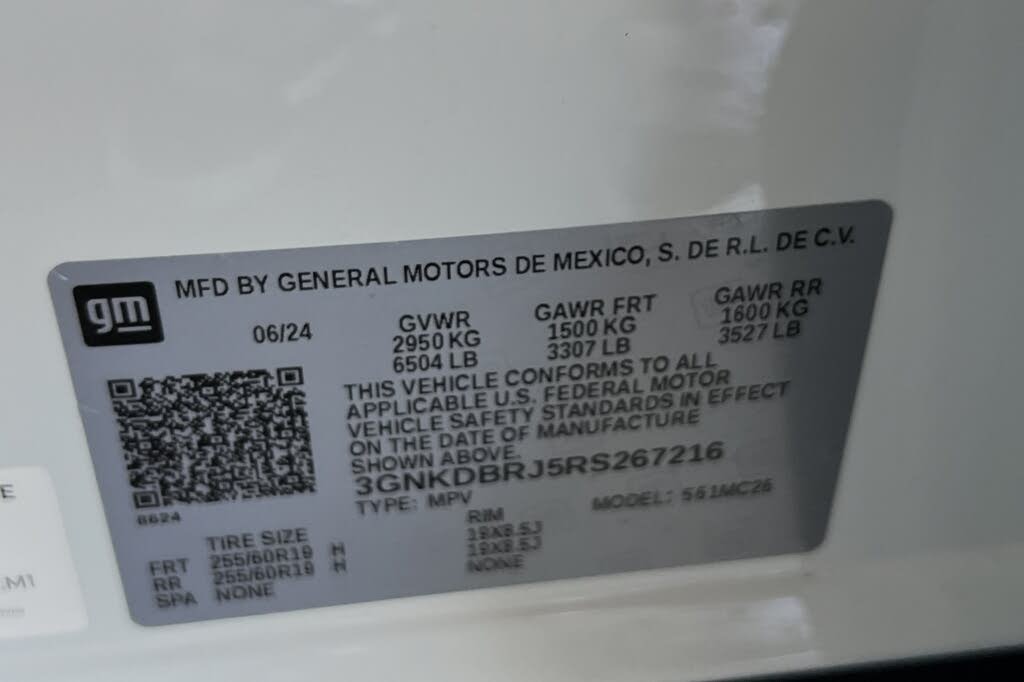 gm
MFD BY GENERAL MOTORS DE MEXICO, S. DE R.L. DE C.V.
06/24
GVWR
2950 KG
6504 LB
GAWR FRT
1500 KG
3307 LB
GAWR RR
1600 KG
3527 LB
THIS VEHICLE CONFORMS TO ALL
APPLICABLE U.S. FEDERAL MOTOR
VEHICLE SAFETY STANDARDS IN EFFECT
ON THE DATE OF MANUFACTURE
SHOWN ABOVE.
3GNKDBRJ5RS267216
TYPE: MPV
MODEL: 561MC26
6624
TIRE SIZE
RIM
FRT 255/60R19 H 19X8.5J
RR 255/60R19 H 19X8.5J
SPA NONE NONE
E
.M1